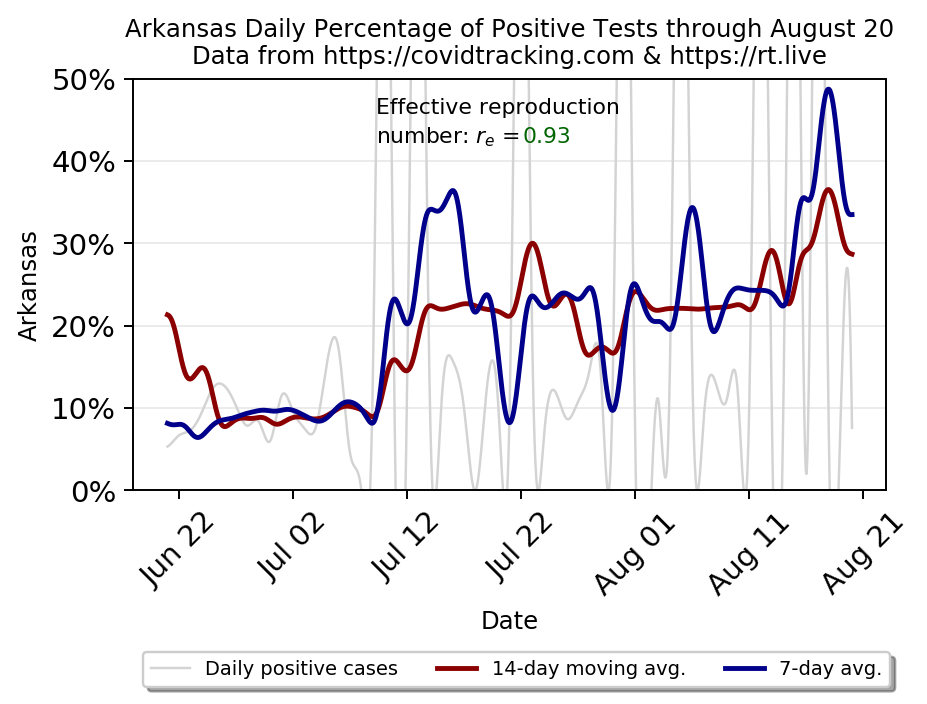 Arkansas Daily Percentage of Positive Tests through August 20
Data from https://covidtracking.com & https://rt.live
50%
40%
30%
20%
10%
0%
Arkansas
Effective reproduction
number: rₑ =0.93
Jun 22
Jul 02
Jul 12
Jul 22
Aug 01
Aug 11
Aug 21
Date
Daily positive cases
14-day moving avg.
7-day avg.